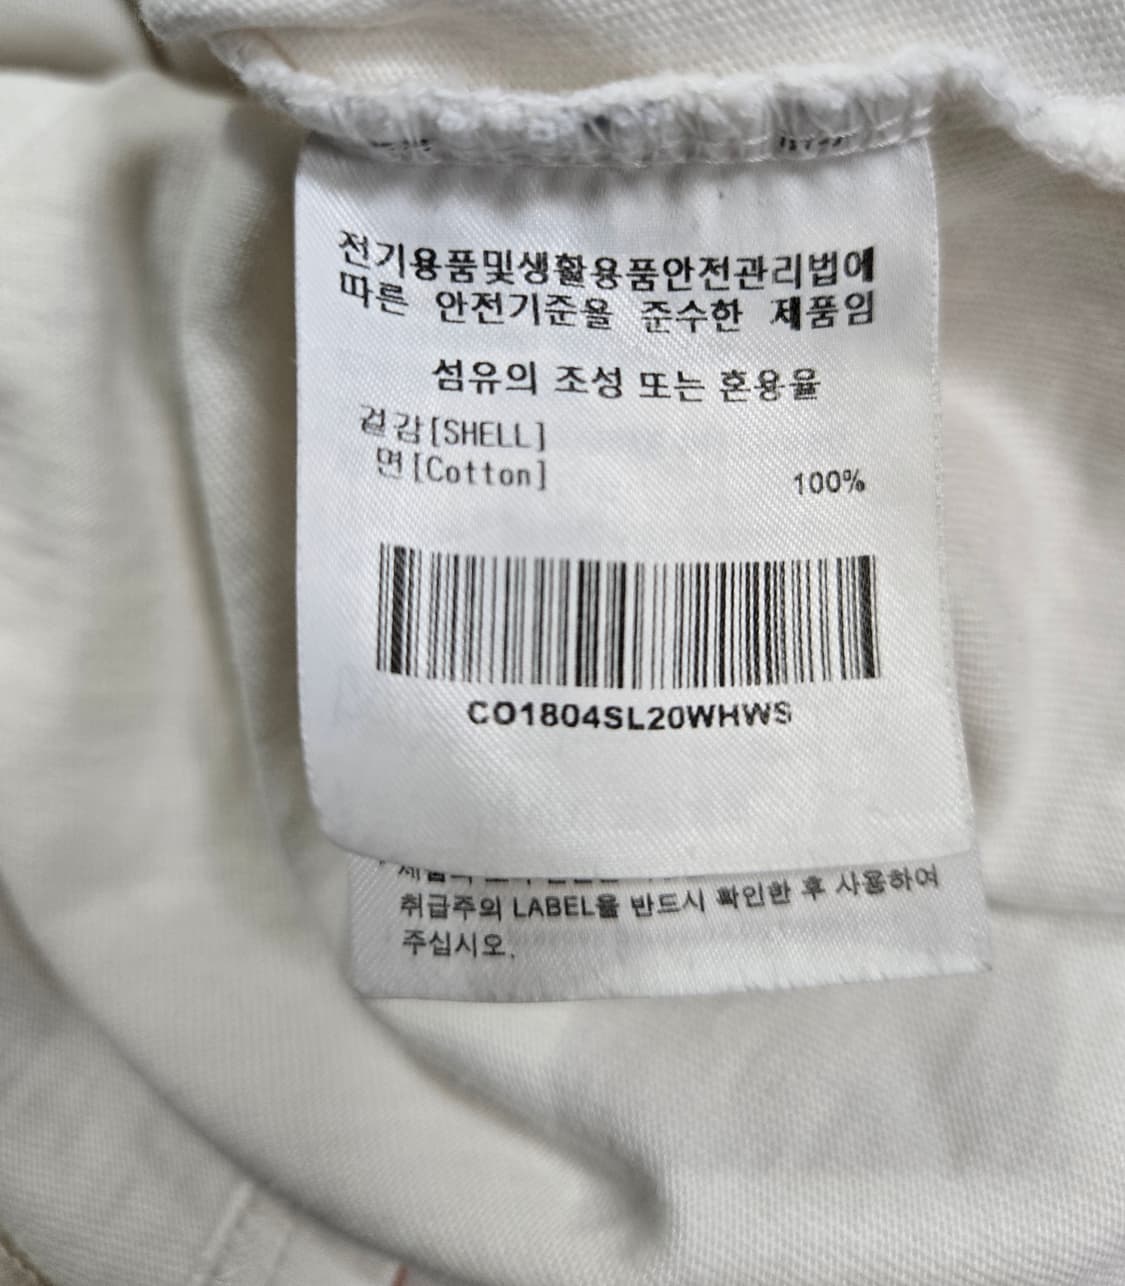 전기용품및생활용품안전관리법에
따른 안전기준을 준수한 제품임
섬유의 조성 또는 혼용율
겉감[SHELL]
면[Cotton] 100%
CO1804SL20WHWS
취급주의 LABEL을 반드시 확인한 후 사용하여
주십시오.